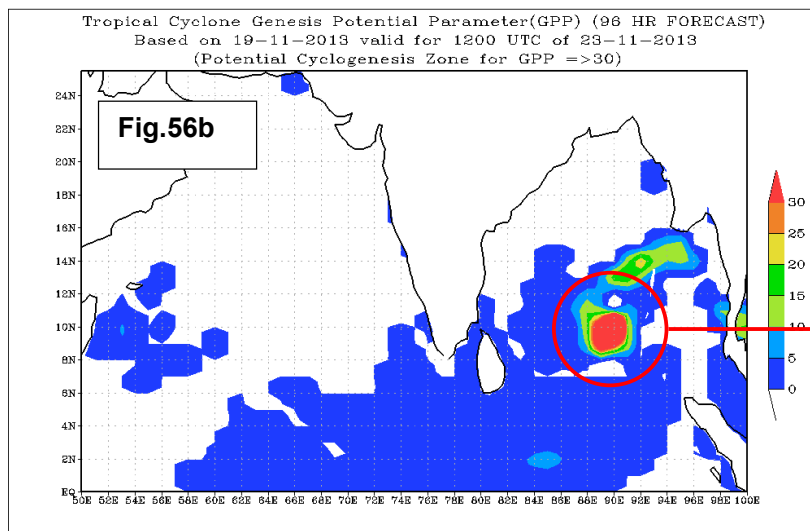 Tropical Cyclone Genesis Potential Parameter(GPP) (96 HR FORECAST)
Based on 19-11-2013 valid for 1200 UTC of 23-11-2013
(Potential Cyclogenesis Zone for GPP =>30)
Fig.56b
24N
22N
20N
18N
16N
14N
12N
10N
8N
6N
4N
2N
EQ
50E 52E 54E 56E 58E 60E 62E 64E 66E 68E 70E 72E 74E 76E 78E 80E 82E 84E 86E 88E 90E 92E 94E 96E 98E 100E
30
25
20
15
10
5
0